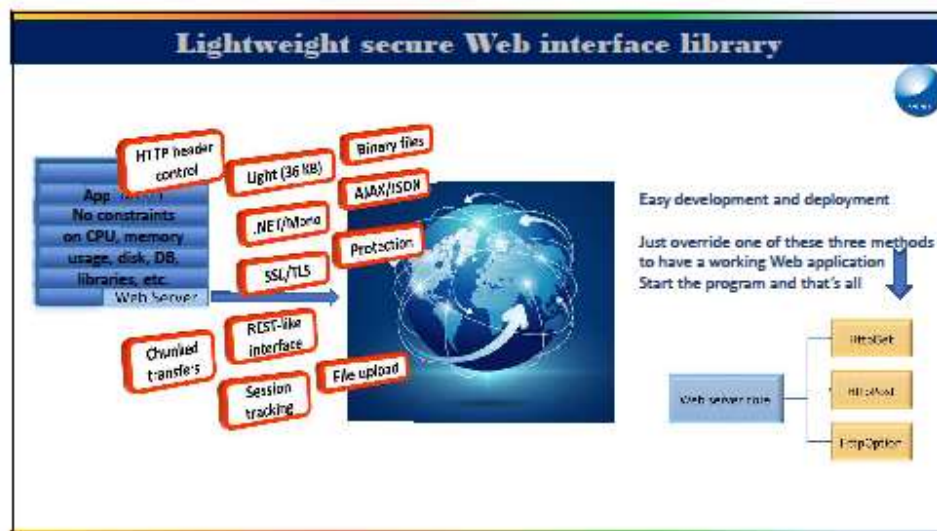 Lightweight secure Web interface library
HTTP header
control
Light (36 KB)
Binary files
AJAX/JSON
.NET/Mono
Protection
SSL/TLS
App
No constraints
on CPU, memory
usage, disk, DB,
libraries, etc.
Web Server
Chunked
transfers
REST-like
interface
Session
tracking
File upload
Easy development and deployment
Just override one of these three methods
to have a working Web application
Start the program and that's all
Web server core
HttpGet
HttpPost
HttpOption